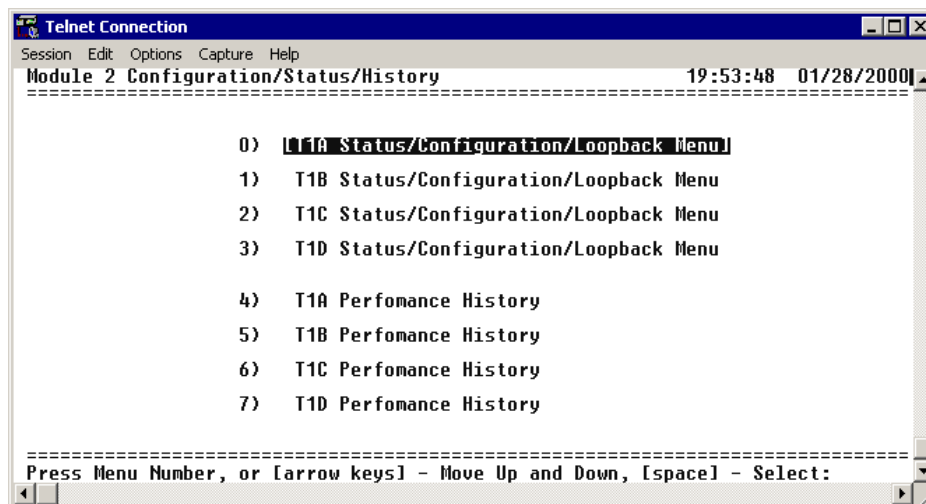 Telnet Connection
Session Edit Options Capture Help
Module 2 Configuration/Status/History 19:53:48 01/28/2000
================================================================================
0) [T1A Status/Configuration/Loopback Menu]
1) T1B Status/Configuration/Loopback Menu
2) T1C Status/Configuration/Loopback Menu
3) T1D Status/Configuration/Loopback Menu
4) T1A Perfomance History
5) T1B Perfomance History
6) T1C Perfomance History
7) T1D Perfomance History
================================================================================
Press Menu Number, or [arrow keys] - Move Up and Down, [space] - Select: